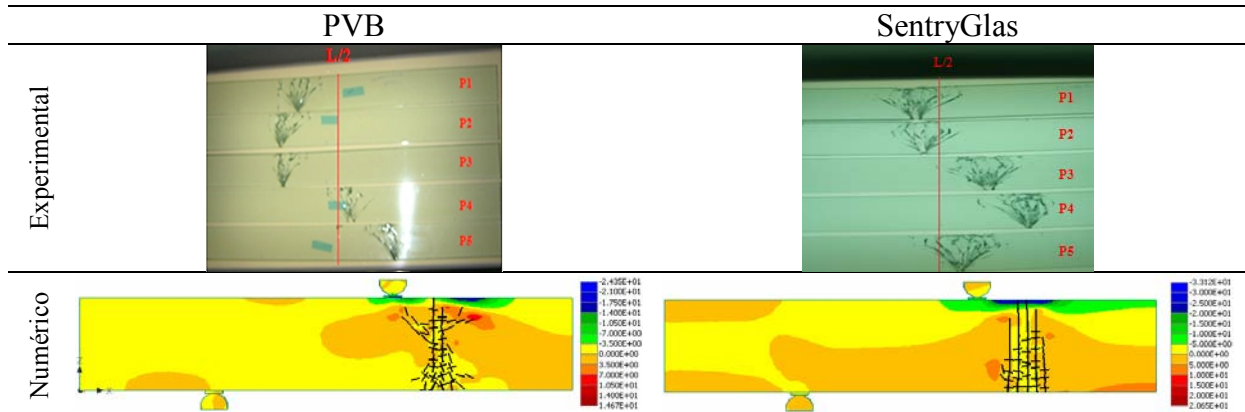 PVB
SentryGlas
Experimental
L/2
P1
P2
P3
P4
P5
L/2
P1
P2
P3
P4
P5
Numérico
Z
X
-2.435E+01
-2.100E+01
-1.750E+01
-1.400E+01
-1.050E+01
-7.000E+00
-3.500E+00
0.000E+00
3.500E+00
7.000E+00
1.050E+01
1.400E+01
1.467E+01
-3.312E+01
-3.000E+01
-2.500E+01
-2.000E+01
-1.500E+01
-1.000E+01
-5.000E+00
0.000E+00
5.000E+00
1.000E+01
1.500E+01
2.000E+01
2.065E+01